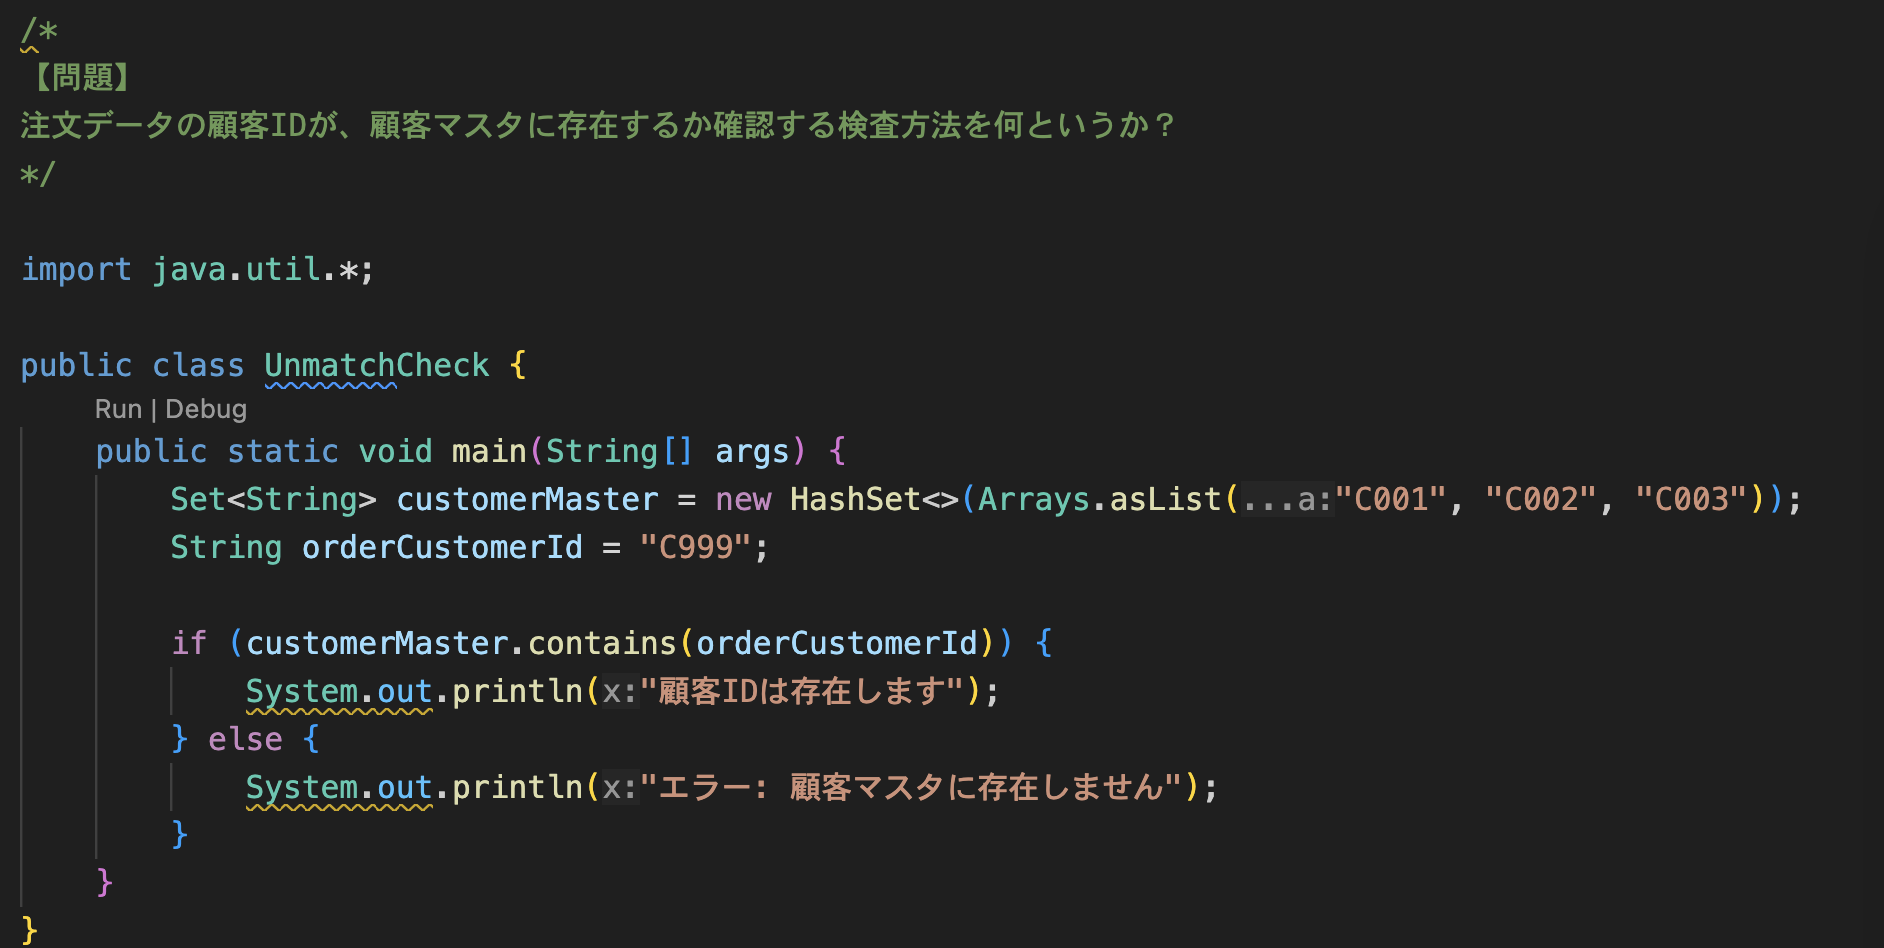 /*
【問題】
注文データの顧客IDが、顧客マスタに存在するか確認する検査方法を何というか？
*/
import java.util.*;
public class UnmatchCheck {
Run | Debug
public static void main(String[] args) {
Set<String> customerMaster = new HashSet<>(Arrays.asList(...a:"C001", "C002", "C003"));
String orderCustomerId = "C999";
if (customerMaster.contains(orderCustomerId)) {
System.out.println(x:"顧客IDは存在します");
} else {
System.out.println(x:"エラー: 顧客マスタに存在しません");
}
}
}